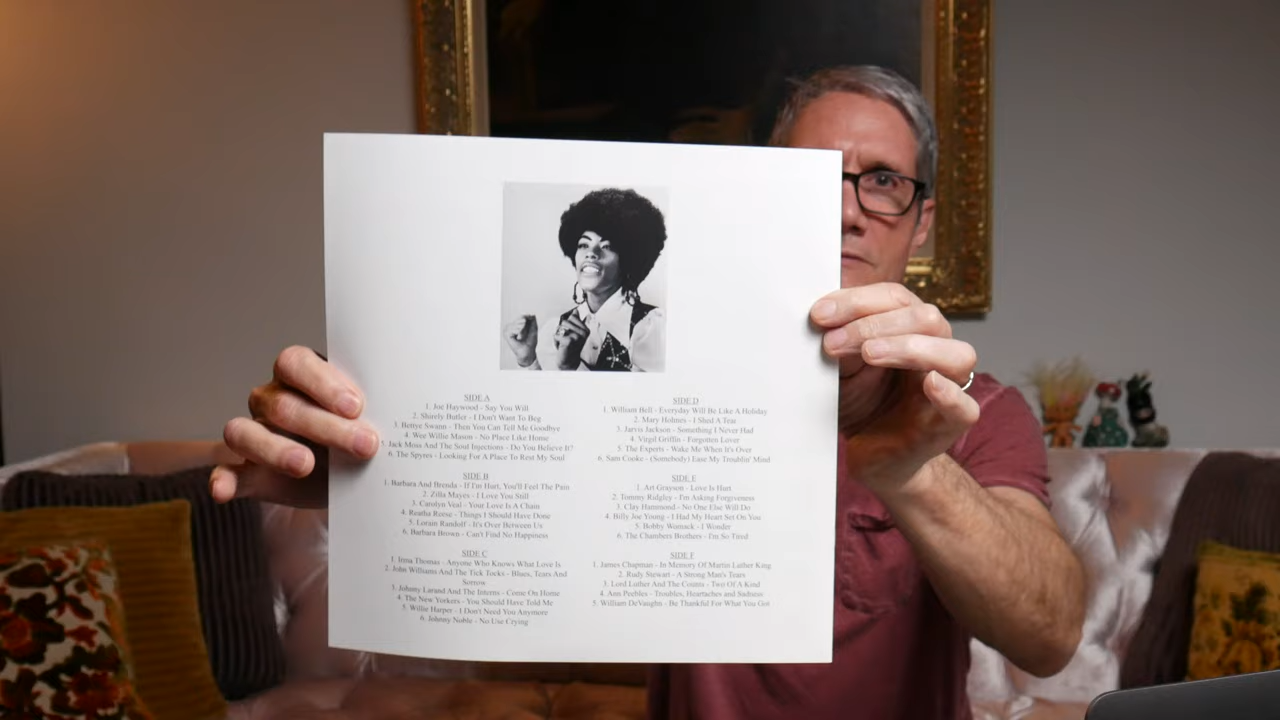 SIDE A
1. Joe Haywood - Say You Will
2. Shirely Butler - I Don't Want To Beg
3. Bettye Swann - Then You Can Tell Me Goodbye
4. Wee Willie Mason - No Place Like Home
5. Jack Moss And The Soul Injections - Do You Believe It?
6. The Spyres - Looking For A Place To Rest My Soul
SIDE B
1. Barbara And Brenda - If I'm Hurt, You'll Feel The Pain
2. Zilla Mayes - I Love You Still
3. Carolyn Veal - Your Love Is A Chain
4. Reatha Reese - Things I Should Have Done
5. Lorain Randoff - It's Over Between Us
6. Barbara Brown - Can't Find No Happiness
SIDE C
1. Irma Thomas - Anyone Who Knows What Love Is
2. John Williams And The Tick Tocks - Blues, Tears And
Sorrow
3. Johnny Larand And The Interns - Come On Home
4. The New Yorkers - You Should Have Told Me
5. Willie Harper - I Don't Need You Anymore
6. Johnny Noble - No Use Crying
SIDE D
1. William Bell - Everyday Will Be Like A Holiday
2. Mary Holmes - I Shed A Tear
3. Jarvis Jackson - Something I Never Had
4. Virgil Griffin - Forgotten Lover
5. The Experts - Wake Me When It's Over
6. Sam Cooke - (Somebody) Ease My Troublin' Mind
SIDE E
1. Art Grayson - Love Is Hurt
2. Tommy Ridgley - I'm Asking Forgiveness
3. Clay Hammond - No One Else Will Do
4. Billy Joe Young - I Had My Heart Set On You
5. Bobby Womack - I Wonder
6. The Chambers Brothers - I'm So Tired
SIDE F
1. James Chapman - In Memory Of Martin Luther King
2. Rudy Stewart - A Strong Man's Tears
3. Lord Luther And The Counts - Two Of A Kind
4. Ann Peebles - Troubles, Heartaches and Sadness
5. William DeVaughn - Be Thankful For What You Got